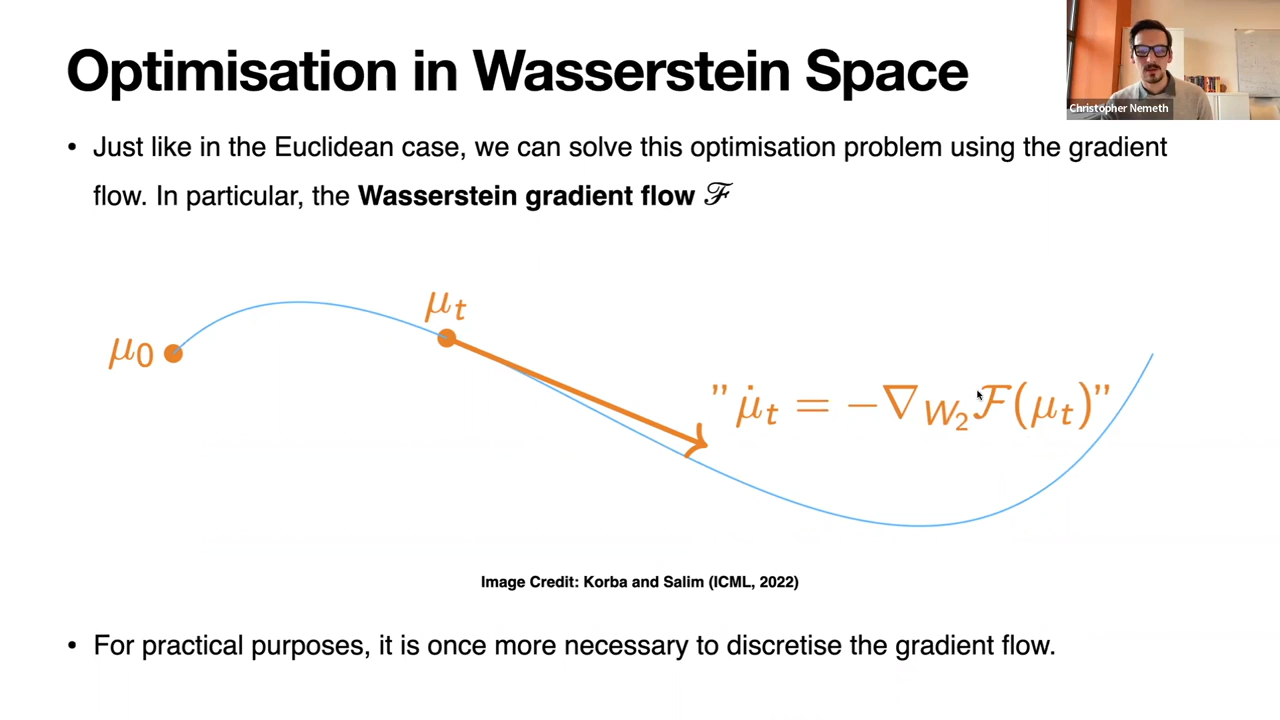 Optimisation in Wasserstein Space
Christopher Nemeth
• Just like in the Euclidean case, we can solve this optimisation problem using the gradient
flow. In particular, the Wasserstein gradient flow ℱ
μ₀
μₜ
"μ̇ₜ = −∇_{W₂}ℱ(μₜ)"
Image Credit: Korba and Salim (ICML, 2022)
• For practical purposes, it is once more necessary to discretise the gradient flow.